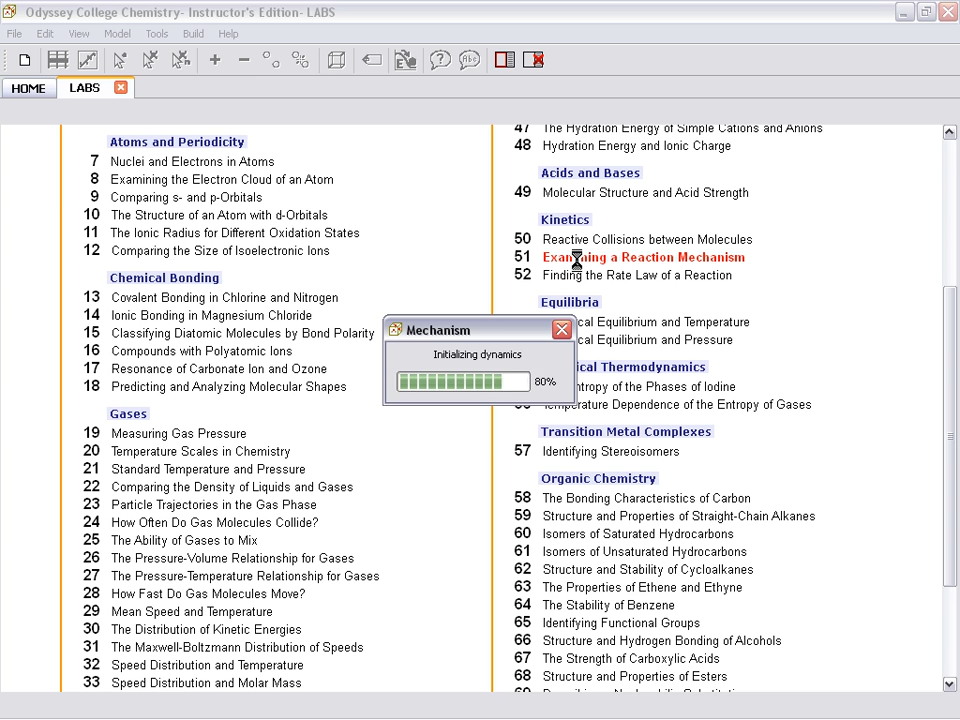 Odyssey College Chemistry- Instructor's Edition- LABS
File Edit View Model Tools Build Help
Abc
HOME LABS
Atoms and Periodicity
7 Nuclei and Electrons in Atoms
8 Examining the Electron Cloud of an Atom
9 Comparing s- and p-Orbitals
10 The Structure of an Atom with d-Orbitals
11 The Ionic Radius for Different Oxidation States
12 Comparing the Size of Isoelectronic Ions
Chemical Bonding
13 Covalent Bonding in Chlorine and Nitrogen
14 Ionic Bonding in Magnesium Chloride
15 Classifying Diatomic Molecules by Bond Polarity
16 Compounds with Polyatomic Ions
17 Resonance of Carbonate Ion and Ozone
18 Predicting and Analyzing Molecular Shapes
Gases
19 Measuring Gas Pressure
20 Temperature Scales in Chemistry
21 Standard Temperature and Pressure
22 Comparing the Density of Liquids and Gases
23 Particle Trajectories in the Gas Phase
24 How Often Do Gas Molecules Collide?
25 The Ability of Gases to Mix
26 The Pressure-Volume Relationship for Gases
27 The Pressure-Temperature Relationship for Gases
28 How Fast Do Gas Molecules Move?
29 Mean Speed and Temperature
30 The Distribution of Kinetic Energies
31 The Maxwell-Boltzmann Distribution of Speeds
32 Speed Distribution and Temperature
33 Speed Distribution and Molar Mass
47 The Hydration Energy of Simple Cations and Anions
48 Hydration Energy and Ionic Charge
Acids and Bases
49 Molecular Structure and Acid Strength
Kinetics
50 Reactive Collisions between Molecules
51 Examining a Reaction Mechanism
52 Finding the Rate Law of a Reaction
Equilibria
cal Equilibrium and Temperature
cal Equilibrium and Pressure
ical Thermodynamics
ntropy of the Phases of Iodine
Temperature Dependence of the Entropy of Gases
Transition Metal Complexes
57 Identifying Stereoisomers
Organic Chemistry
58 The Bonding Characteristics of Carbon
59 Structure and Properties of Straight-Chain Alkanes
60 Isomers of Saturated Hydrocarbons
61 Isomers of Unsaturated Hydrocarbons
62 Structure and Stability of Cycloalkanes
63 The Properties of Ethene and Ethyne
64 The Stability of Benzene
65 Identifying Functional Groups
66 Structure and Hydrogen Bonding of Alcohols
67 The Strength of Carboxylic Acids
68 Structure and Properties of Esters
Mechanism
Initializing dynamics
80%